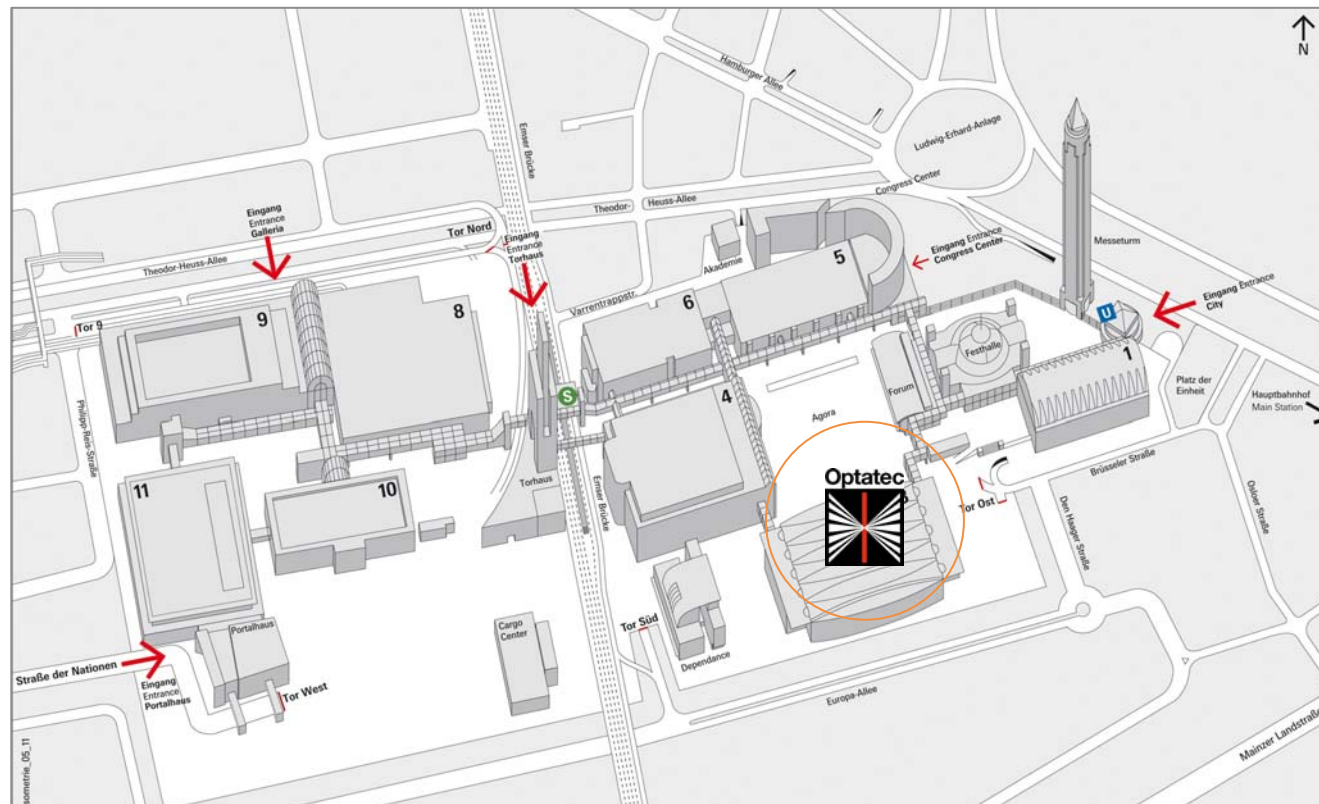 N
Hamburger Allee
Ludwig-Erhard-Anlage
Emser Brücke
Congress Center
Theodor-
Heuss-Allee
Eingang
Entrance
Galleria
Tor Nord
Eingang
Entrance
Torhaus
Theodor-Heuss-Allee
Akademie
Eingang Entrance
Congress Center
Messeturm
Eingang Entrance
City
U
Varrentrappstr.
5
6
8
9
Tor 9
Festhalle
1
Platz der
Einheit
Hauptbahnhof
Main Station
Philipp-Reis-Straße
S
4
Forum
Agora
Brüsseler Straße
Osloer Straße
Optatec
Tor Ost
Den Haager Straße
11
10
Torhaus
Emser Brücke
Portalhaus
Cargo
Center
Tor Süd
Dependance
Straße der Nationen
Eingang
Entrance
Portalhaus
Tor West
Europa-Allee
Mainzer Landstraße
sometrie_05_11